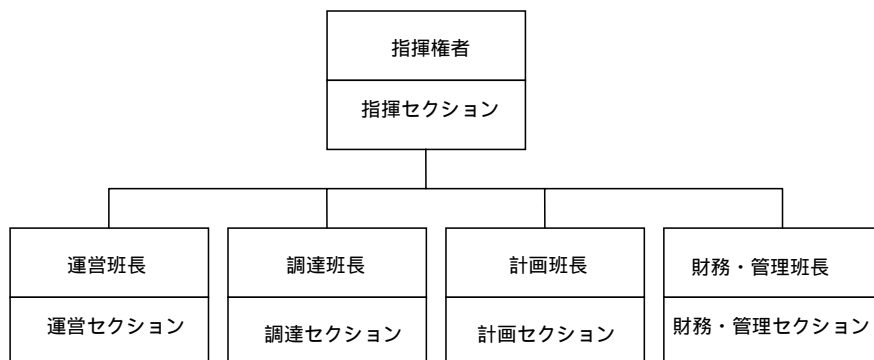 指揮権者
指揮セクション
運営班長
調達班長
計画班長
財務・管理班長
運営セクション
調達セクション
計画セクション
財務・管理セクション